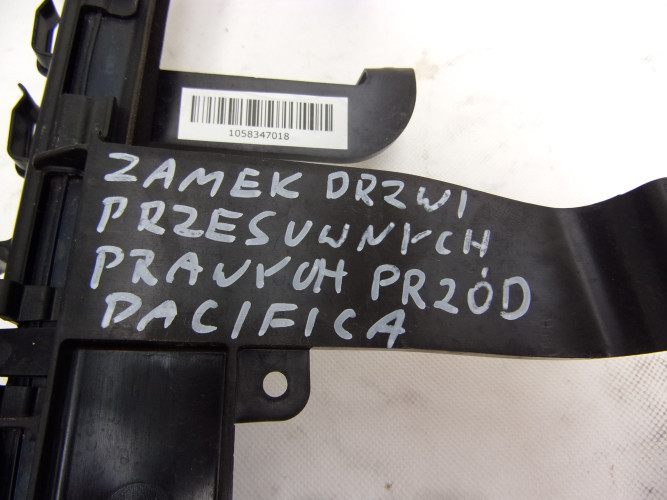 1058347018
ZAMEK DRZWI
PRZESUWNYCH
PRAWYCH PRZÓD
PACIFICA